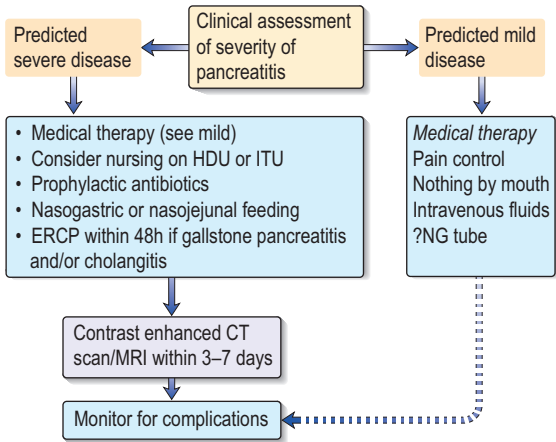 Clinical assessment
of severity of
pancreatitis
Predicted
severe disease
Predicted mild
disease
• Medical therapy (see mild)
• Consider nursing on HDU or ITU
• Prophylactic antibiotics
• Nasogastric or nasojejunal feeding
• ERCP within 48h if gallstone pancreatitis
and/or cholangitis
Medical therapy
Pain control
Nothing by mouth
Intravenous fluids
?NG tube
Contrast enhanced CT
scan/MRI within 3–7 days
Monitor for complications